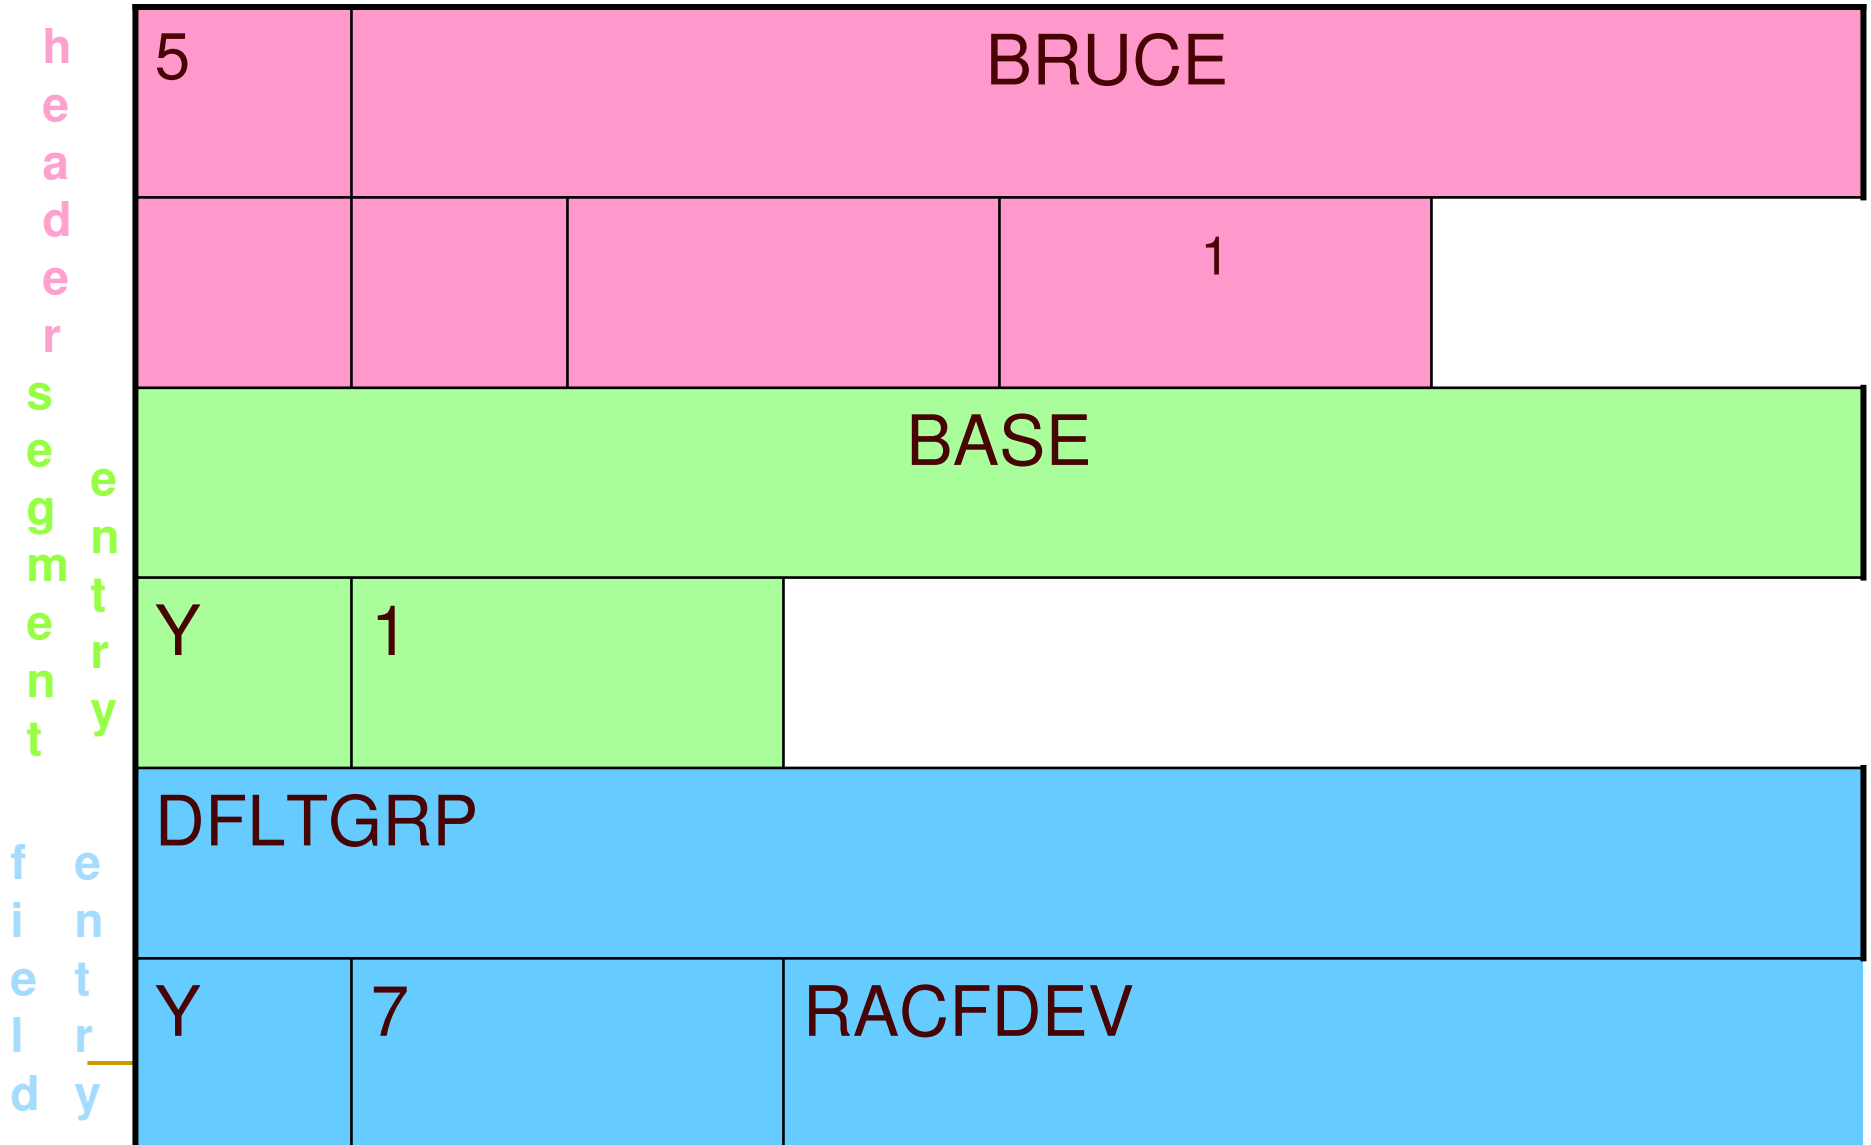 header
5 BRUCE
1
segment entry
BASE
Y 1
field entry
DFLTGRP
Y 7 RACFDEV